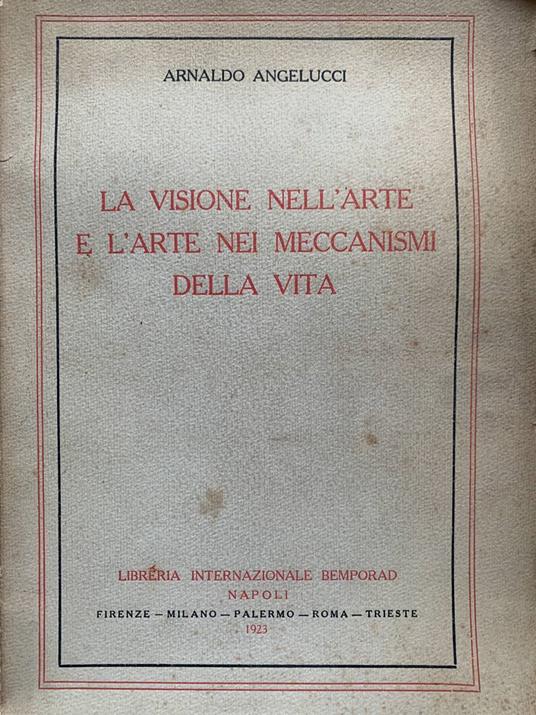 ARNALDO ANGELUCCI
LA VISIONE NELL'ARTE
E L'ARTE NEI MECCANISMI
DELLA VITA
LIBRERIA INTERNAZIONALE BEMPORAD
NAPOLI
FIRENZE — MILANO — PALERMO — ROMA — TRIESTE
1923